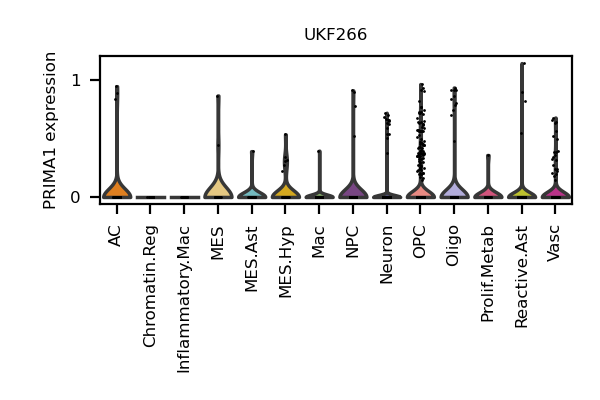 UKF266
PRIMA1 expression
1
0
AC
Chromatin.Reg
Inflammatory.Mac
MES
MES.Ast
MES.Hyp
Mac
NPC
Neuron
OPC
Oligo
Prolif.Metab
Reactive.Ast
Vasc